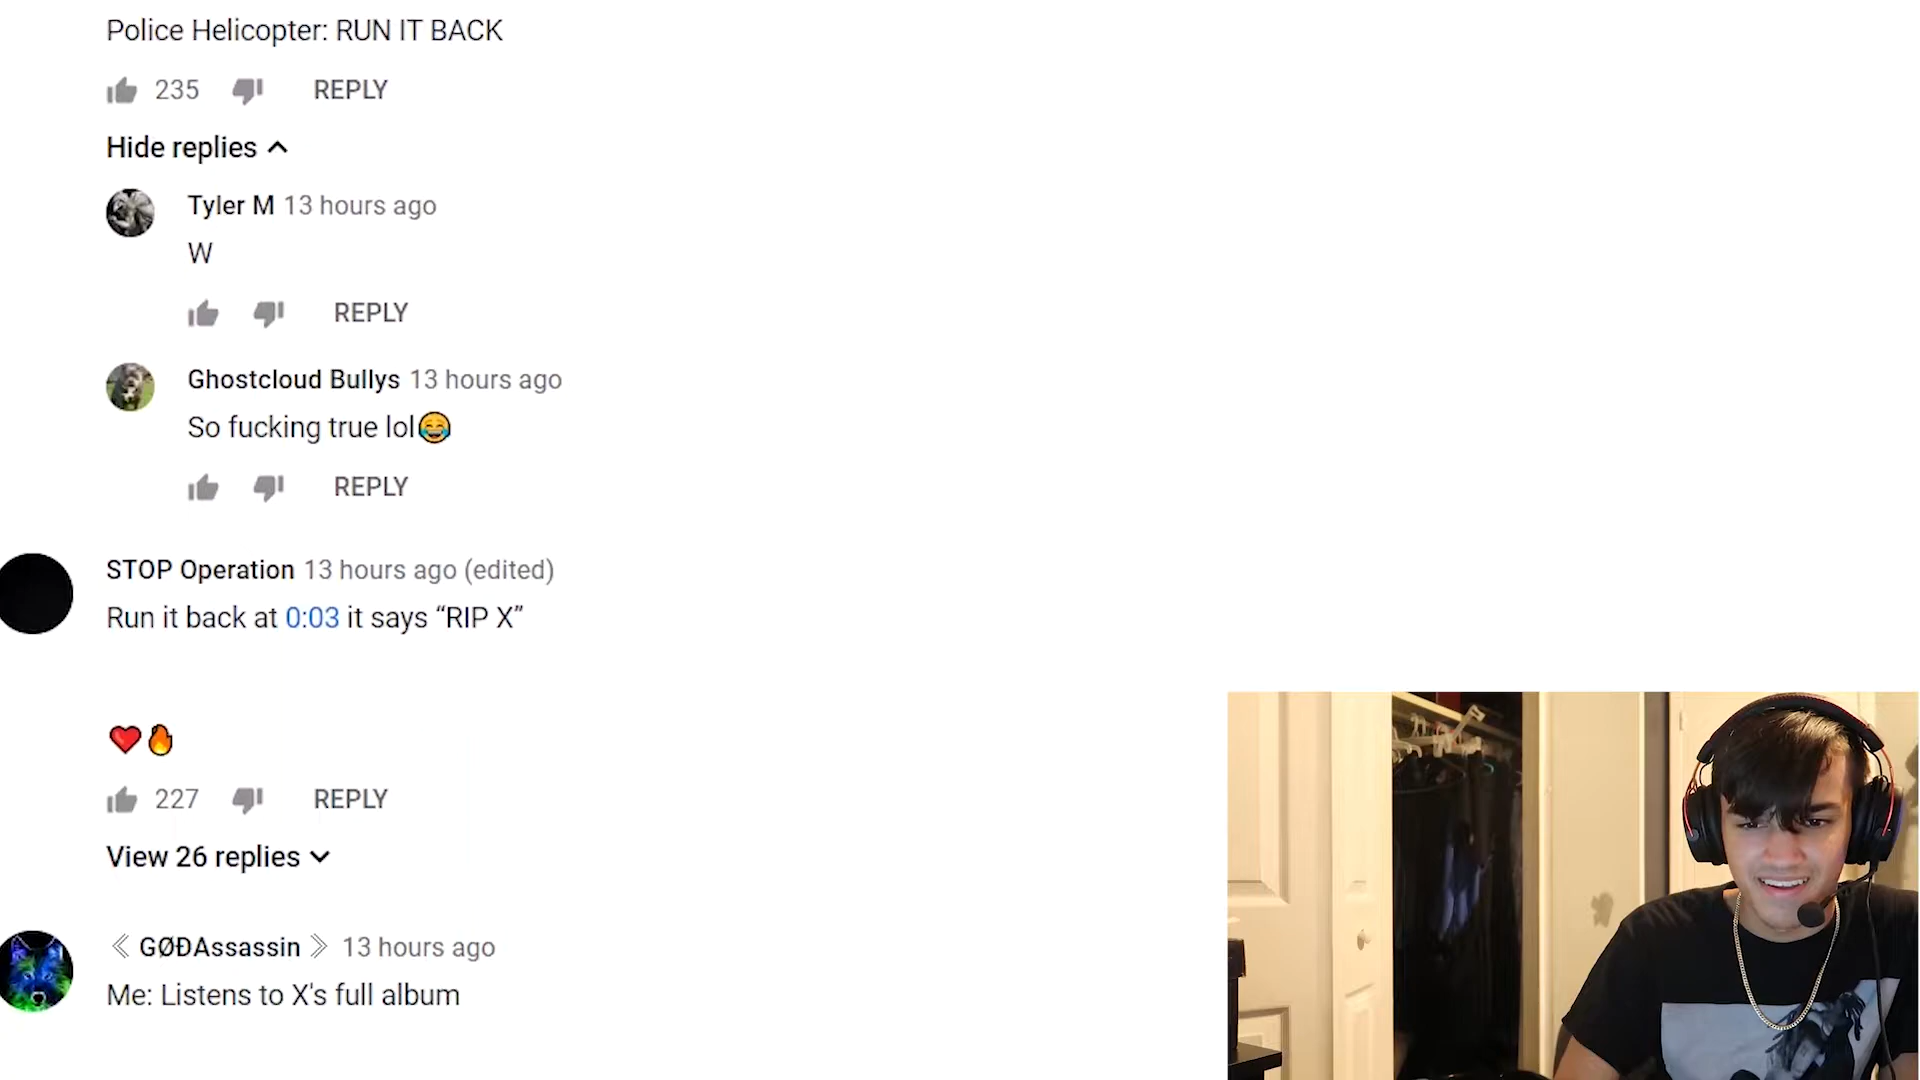 Police Helicopter: RUN IT BACK
235 REPLY
Hide replies
Tyler M 13 hours ago
W
REPLY
Ghostcloud Bullys 13 hours ago
So fucking true lol😂
REPLY
STOP Operation 13 hours ago (edited)
Run it back at 0:03 it says “RIP X”
❤️🔥
227 REPLY
View 26 replies
《 GØĐAssassin 》 13 hours ago
Me: Listens to X's full album